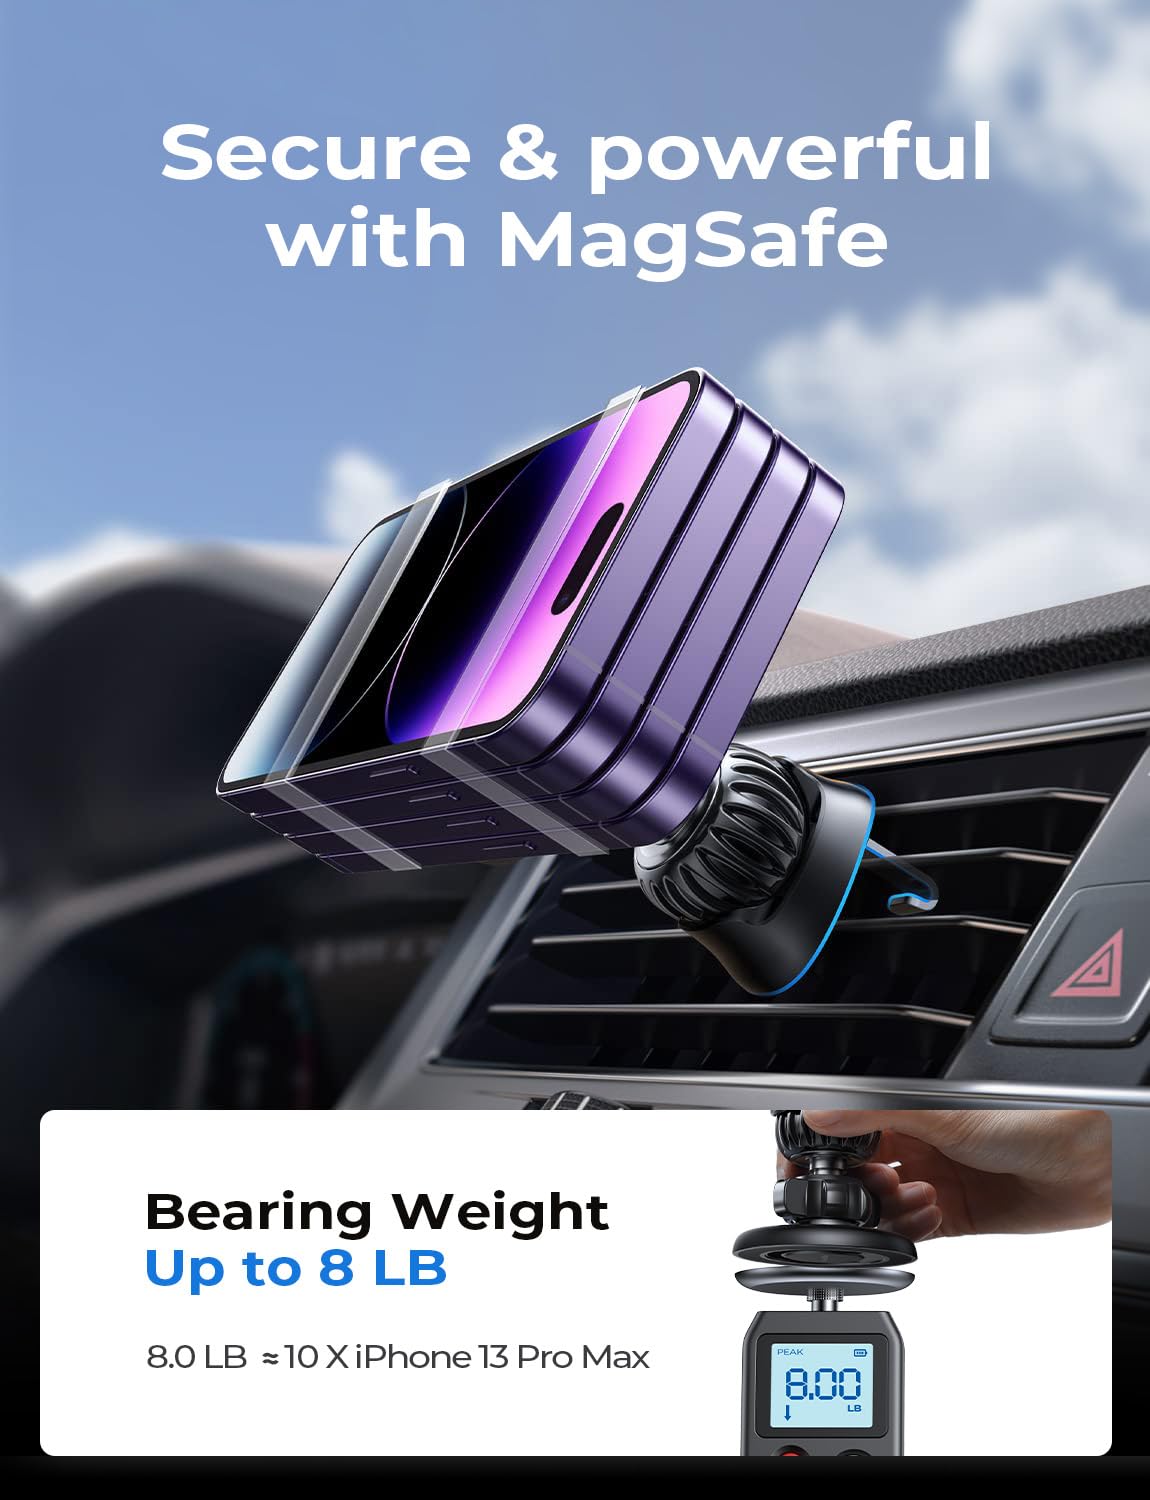 Secure & powerful
with MagSafe
Bearing Weight
Up to 8 LB
8.0 LB ≈10 X iPhone 13 Pro Max
PEAK
8.00
LB